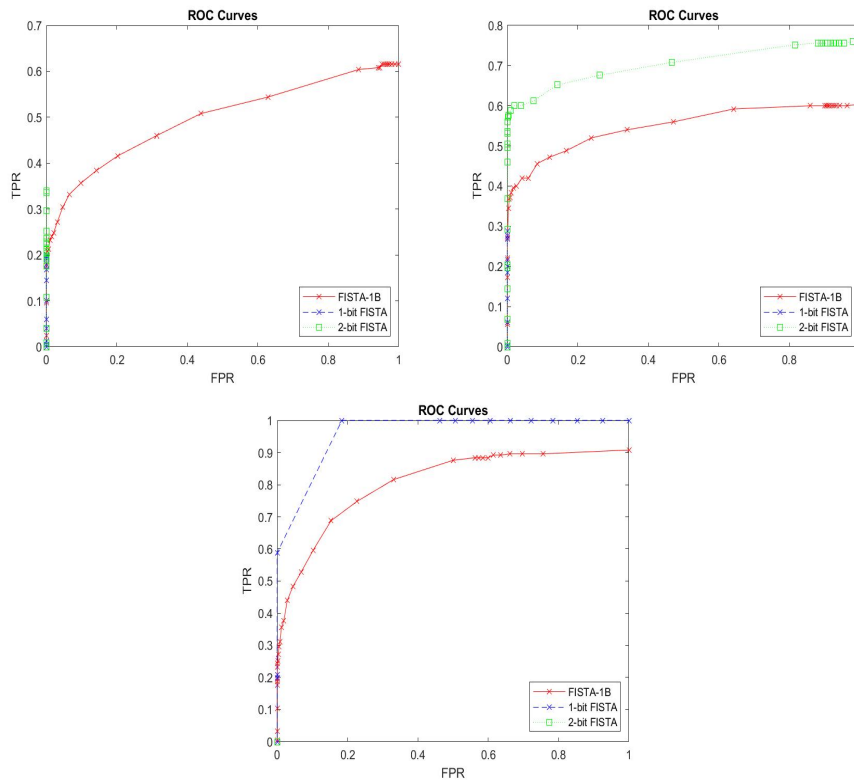 ROC Curves
0.7
0.6
0.5
0.4
0.3
0.2
0.1
0
TPR
0 0.2 0.4 0.6 0.8 1
FPR
FISTA-1B
1-bit FISTA
2-bit FISTA
ROC Curves
0.8
0.7
0.6
0.5
0.4
0.3
0.2
0.1
0
TPR
0 0.2 0.4 0.6 0.8
FPR
FISTA-1B
1-bit FISTA
2-bit FISTA
ROC Curves
1
0.9
0.8
0.7
0.6
0.5
0.4
0.3
0.2
0.1
0
TPR
0 0.2 0.4 0.6 0.8 1
FPR
FISTA-1B
1-bit FISTA
2-bit FISTA